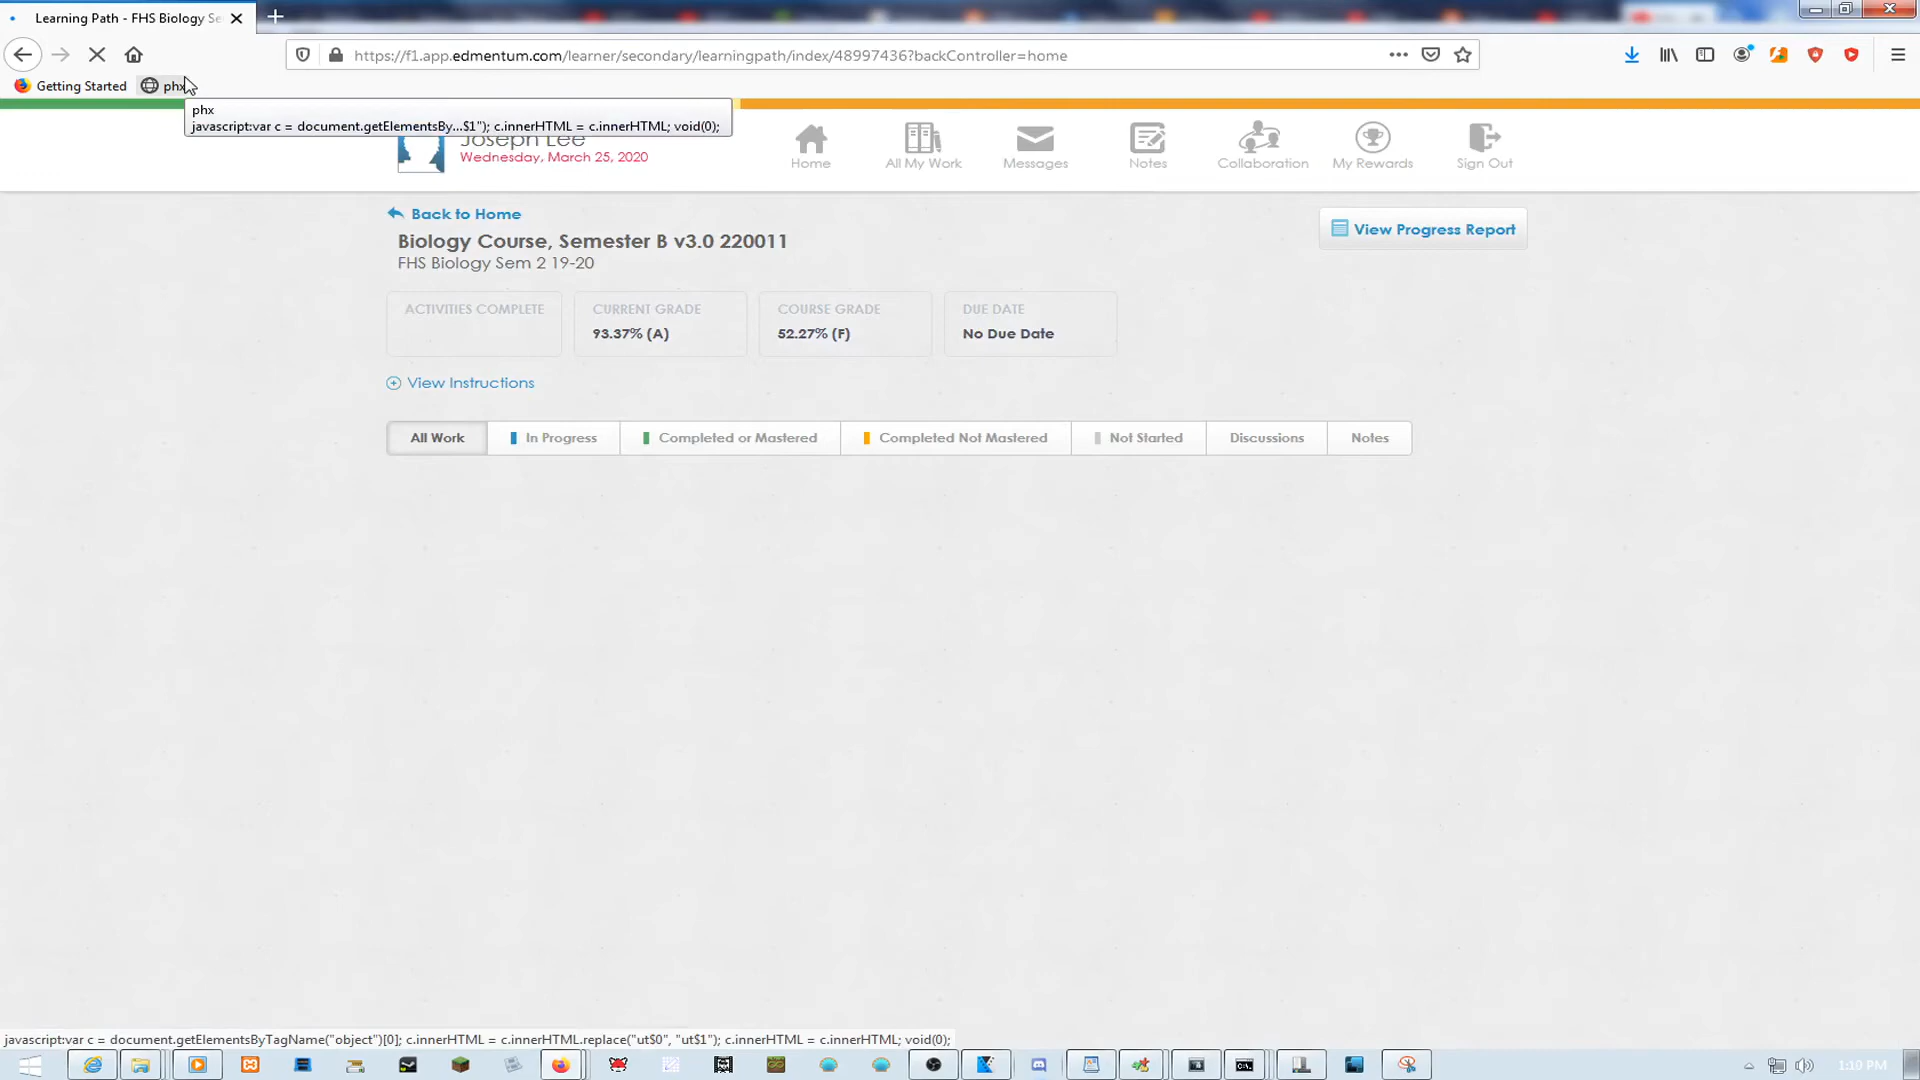 Learning Path - FHS Biology Se
https://f1.app.edmentum.com/learner/secondary/learningpath/index/48997436?backController=home
Getting Started
phx
phx
javascript:var c = document.getElementsBy...$1"); c.innerHTML = c.innerHTML; void(0);
Joseph Lee
Wednesday, March 25, 2020
Home
All My Work
Messages
Notes
Collaboration
My Rewards
Sign Out
Back to Home
Biology Course, Semester B v3.0 220011
FHS Biology Sem 2 19-20
View Progress Report
ACTIVITIES COMPLETE
CURRENT GRADE
93.37% (A)
COURSE GRADE
52.27% (F)
DUE DATE
No Due Date
View Instructions
All Work
In Progress
Completed or Mastered
Completed Not Mastered
Not Started
Discussions
Notes
javascript:var c = document.getElementsByTagName("object")[0]; c.innerHTML = c.innerHTML.replace("ut$0", "ut$1"); c.innerHTML = c.innerHTML; void(0);
1:10 PM